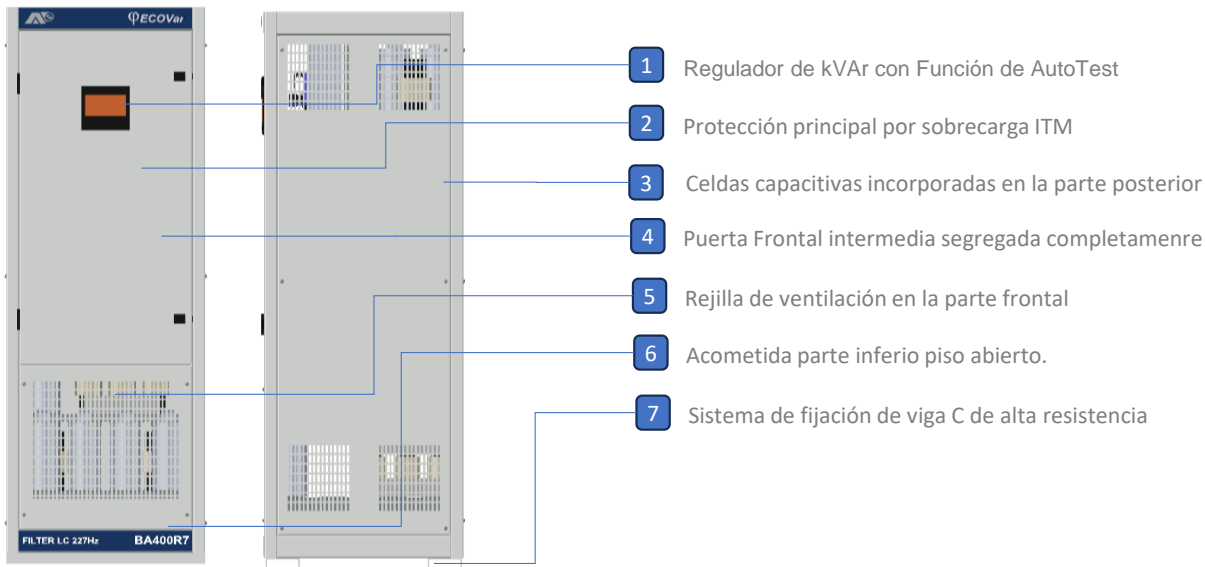 φECOVar
1 Regulador de kVAr con Función de AutoTest
2 Protección principal por sobrecarga ITM
3 Celdas capacitivas incorporadas en la parte posterior
4 Puerta Frontal intermedia segregada completamenre
5 Rejilla de ventilación en la parte frontal
6 Acometida parte inferio piso abierto.
7 Sistema de fijación de viga C de alta resistencia
FILTER LC 227Hz BA400R7